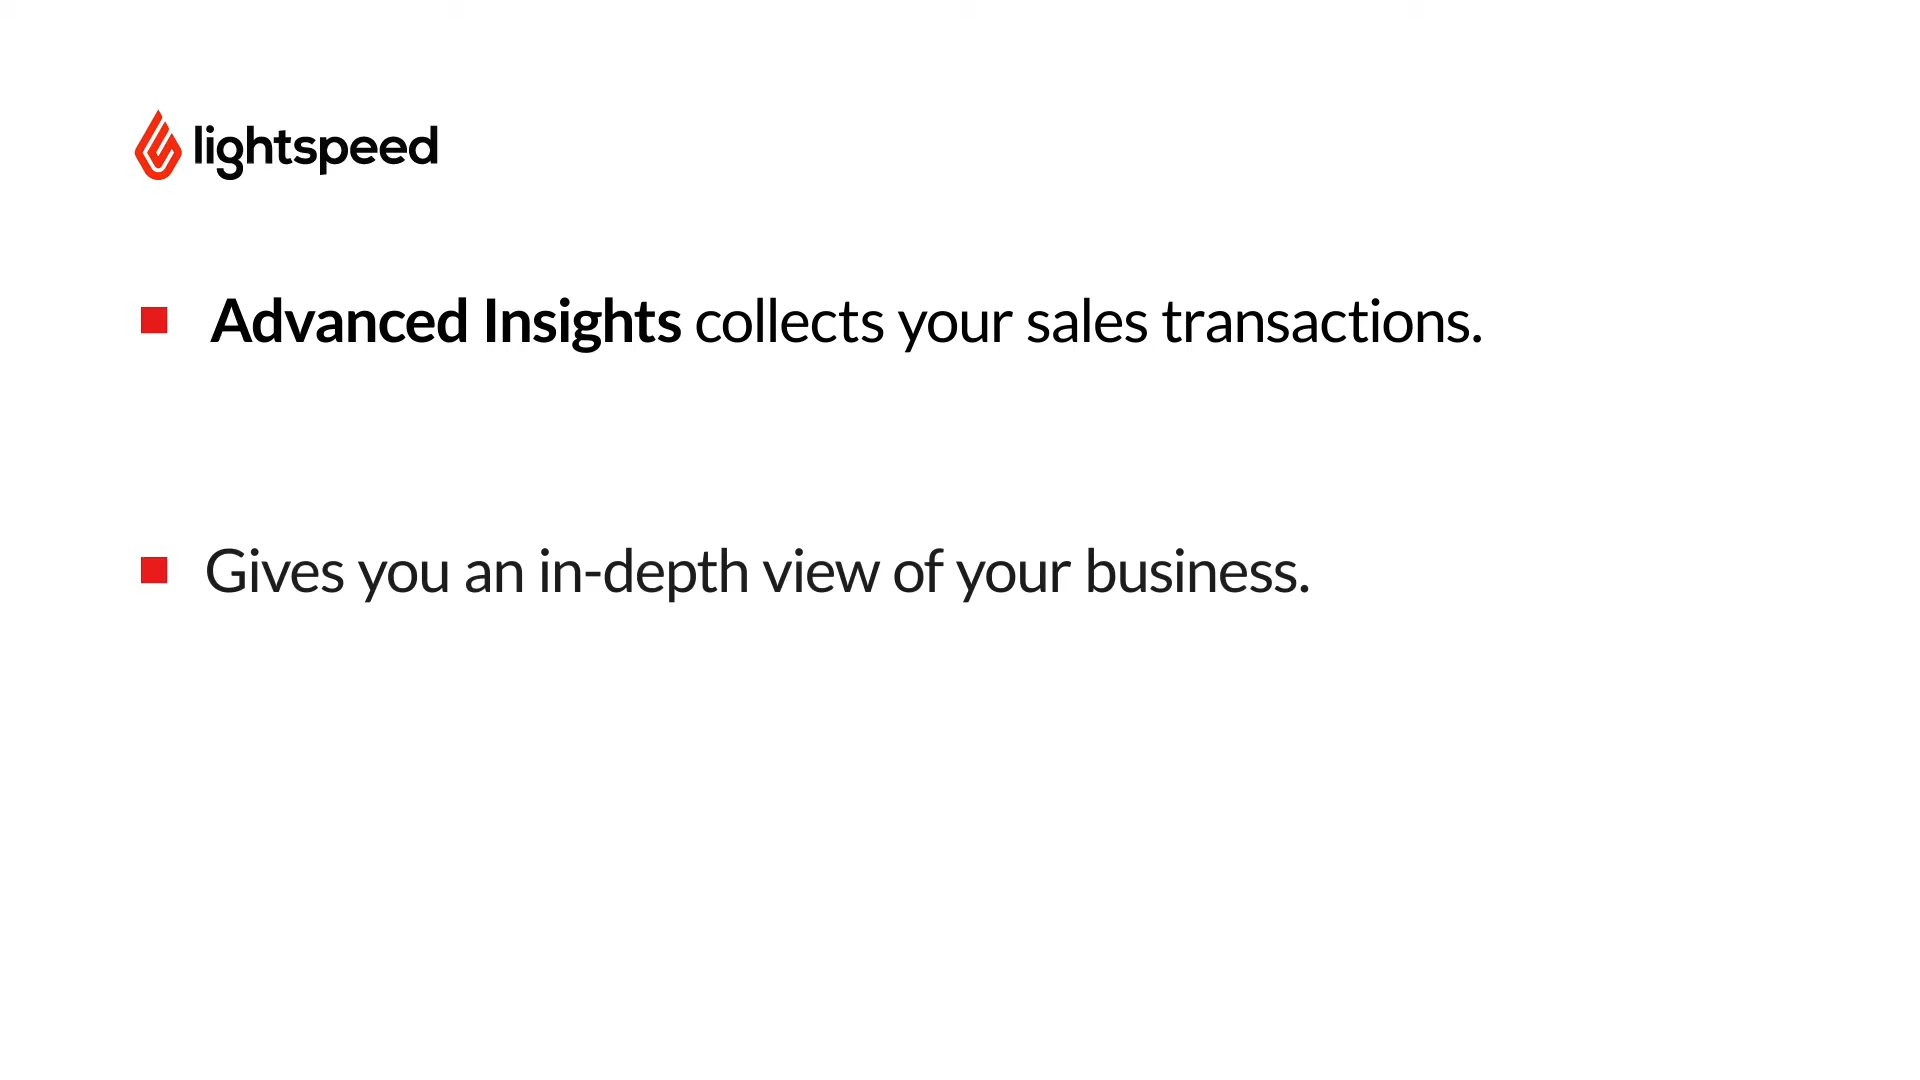 lightspeed
Advanced Insights collects your sales transactions.
Gives you an in-depth view of your business.